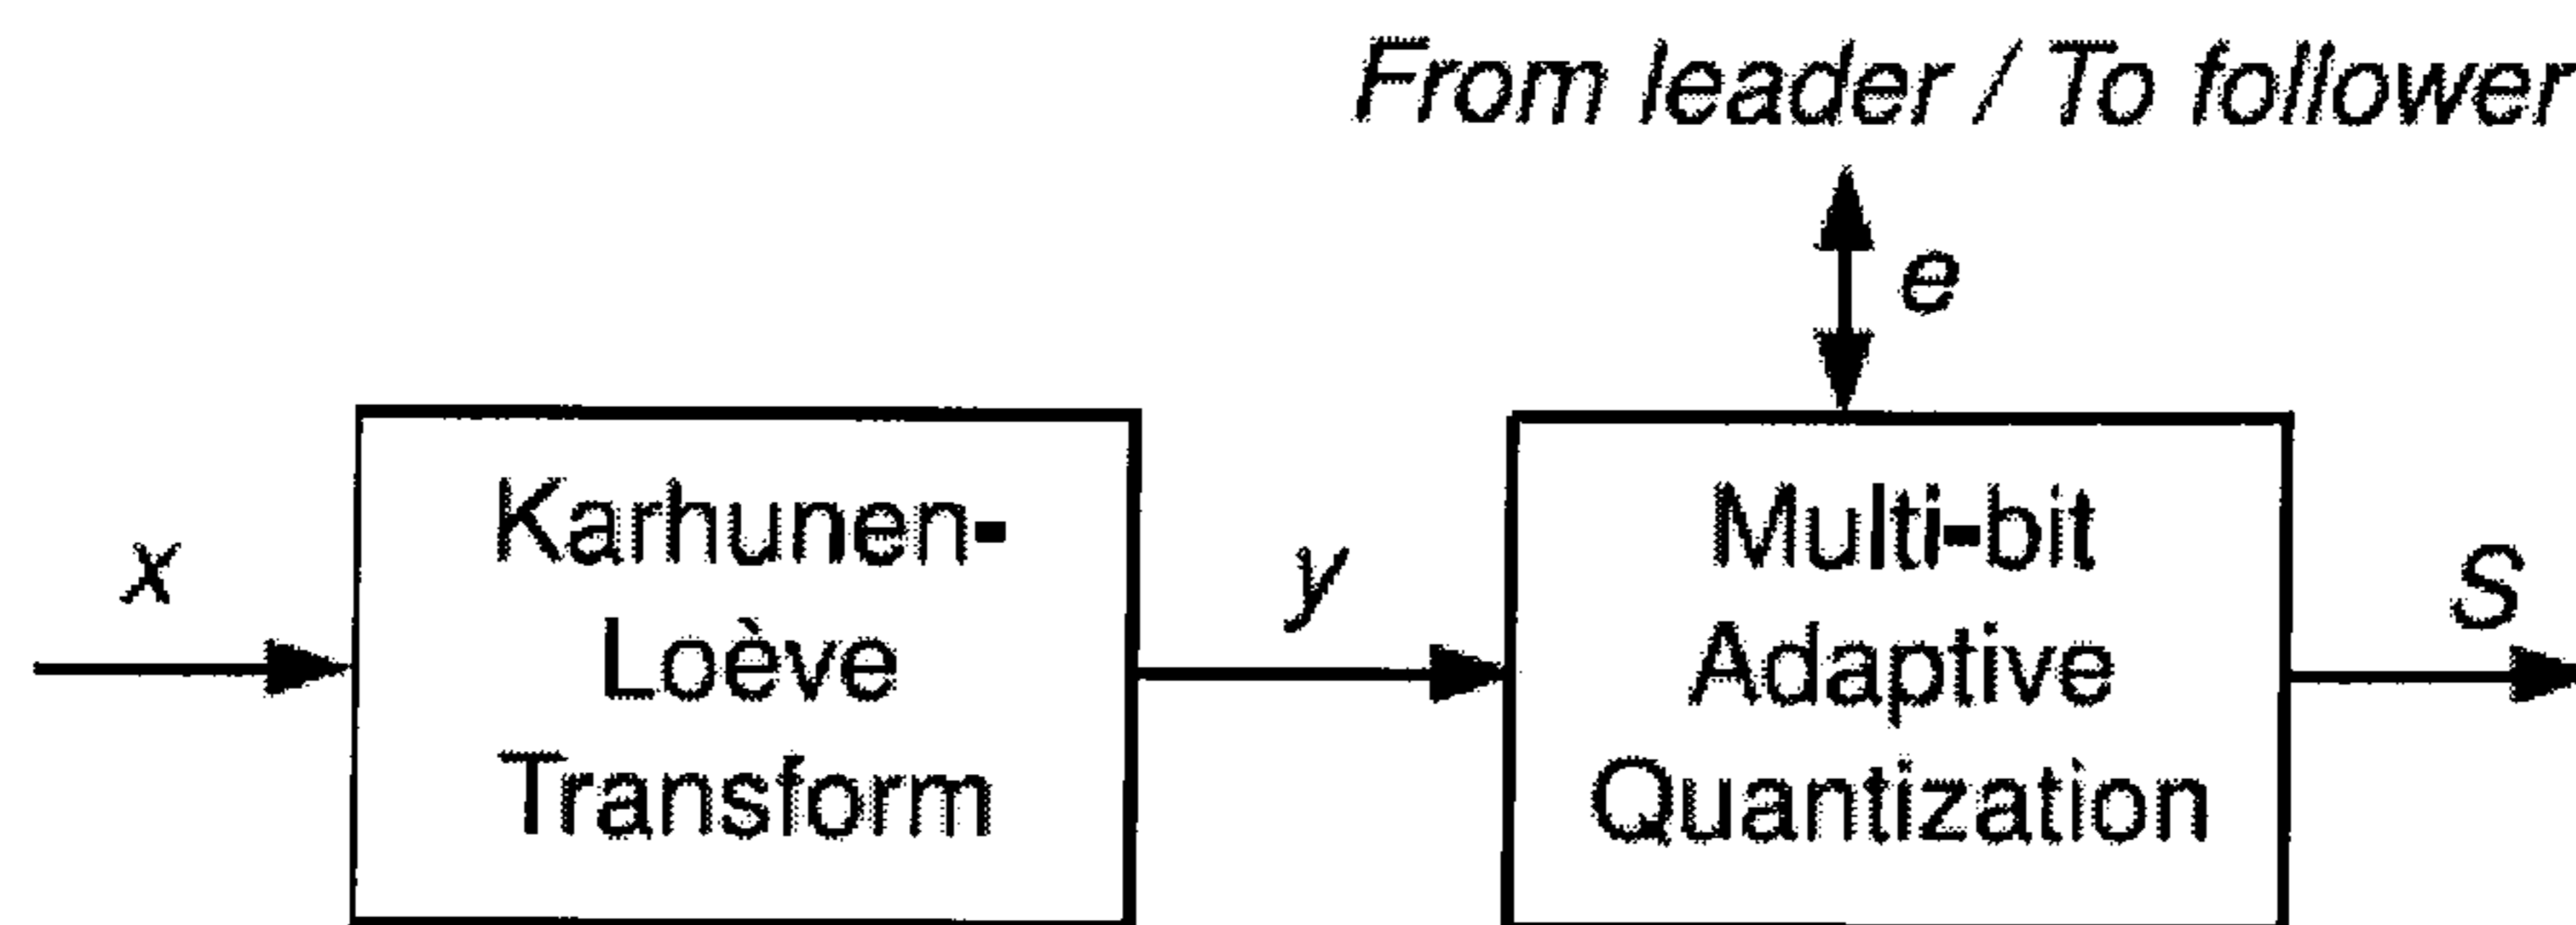 From leader / To follower
e
x
Karhunen-
Loève
Transform
y
Multi-bit
Adaptive
Quantization
S